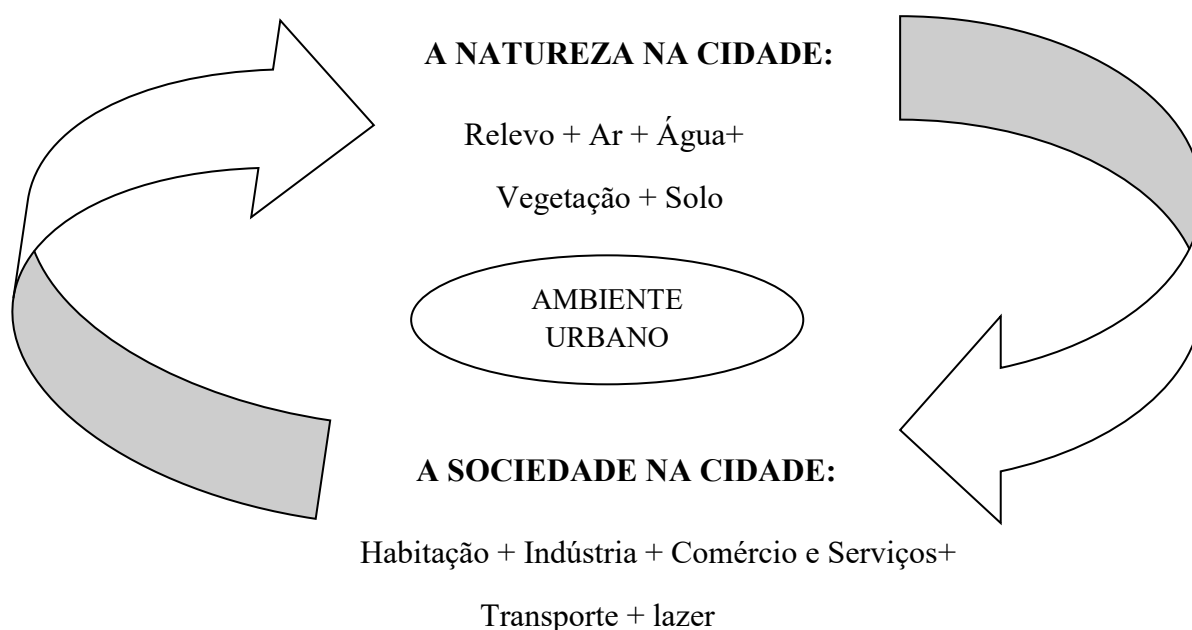 A NATUREZA NA CIDADE:
Relevo + Ar + Água+
Vegetação + Solo
AMBIENTE
URBANO
A SOCIEDADE NA CIDADE:
Habitação + Indústria + Comércio e Serviços+
Transporte + lazer